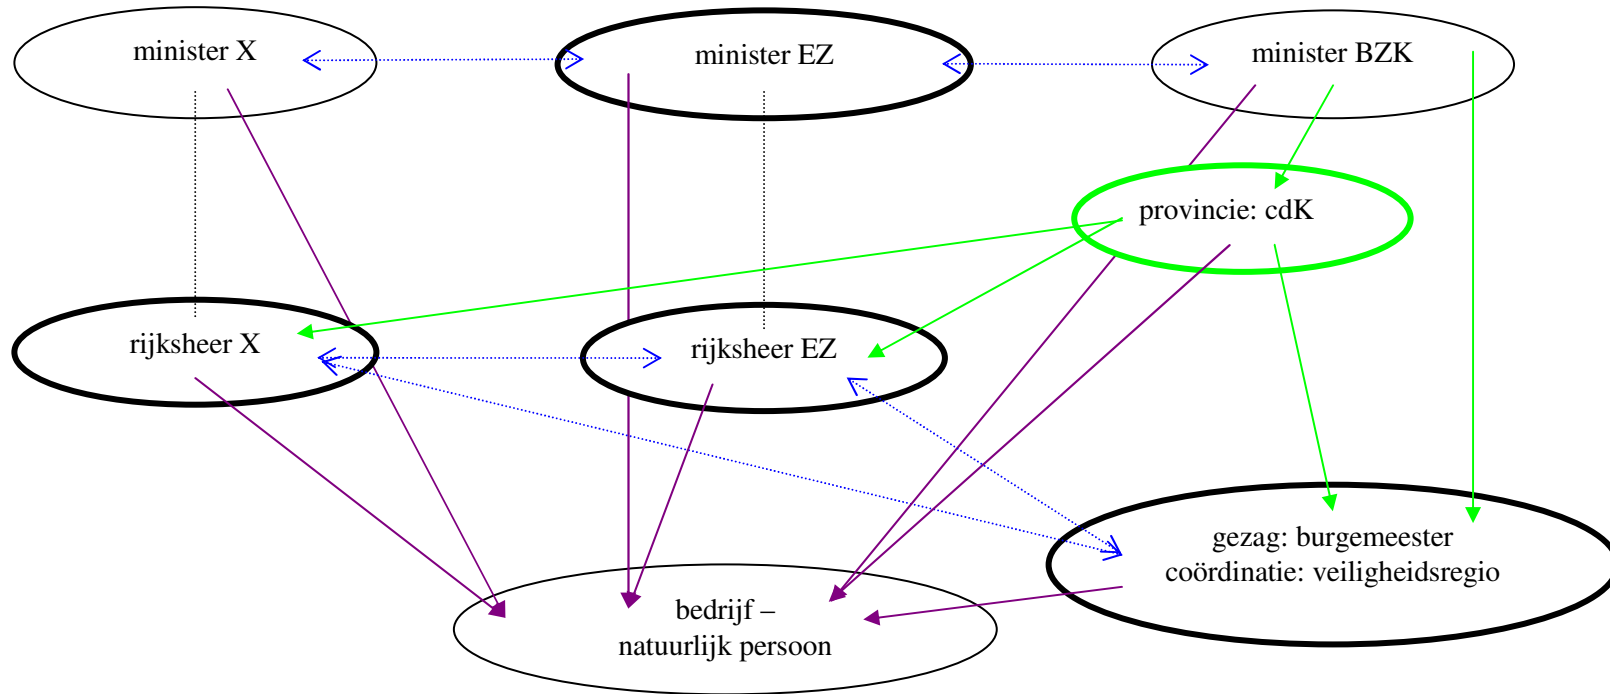 minister X
minister EZ
minister BZK
provincie: cdK
rijksheer X
rijksheer EZ
gezag: burgemeester
coördinatie: veiligheidsregio
bedrijf –
natuurlijk persoon